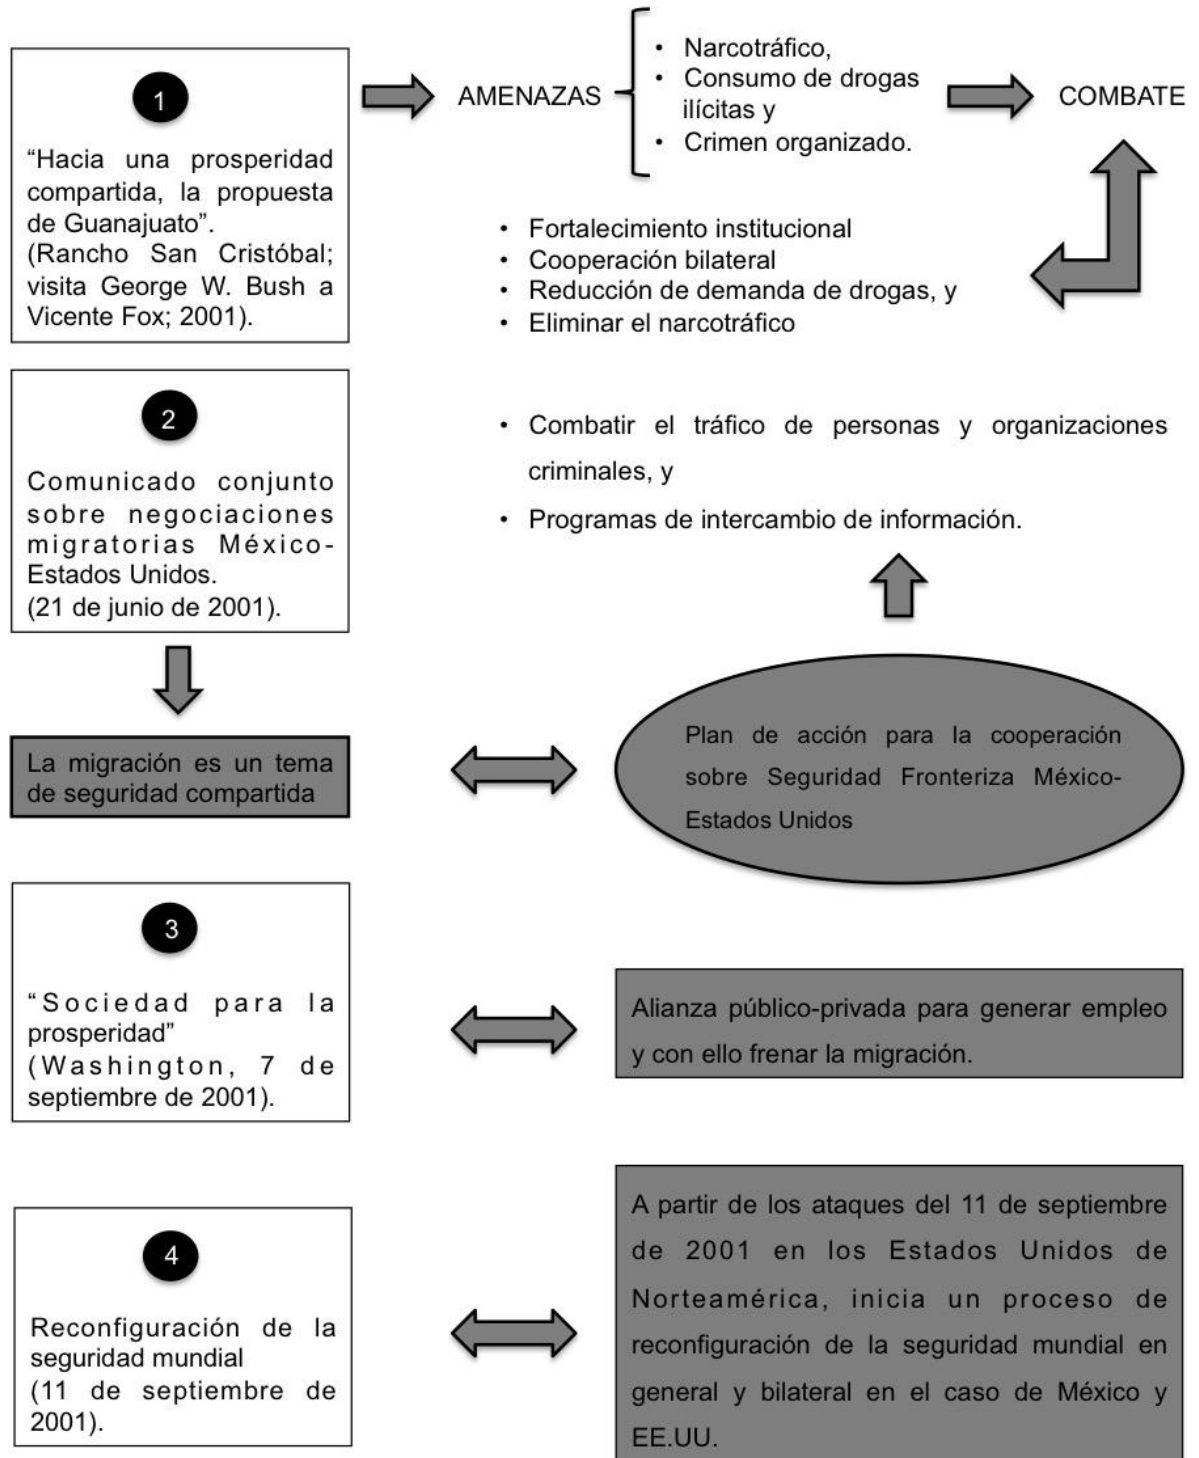 1
“Hacia una prosperidad
compartida, la propuesta
de Guanajuato”.
(Rancho San Cristóbal;
visita George W. Bush a
Vicente Fox; 2001).
AMENAZAS
• Narcotráfico,
• Consumo de drogas
ilícitas y
• Crimen organizado.
COMBATE
• Fortalecimiento institucional
• Cooperación bilateral
• Reducción de demanda de drogas, y
• Eliminar el narcotráfico
2
Comunicado conjunto
sobre negociaciones
migratorias México-
Estados Unidos.
(21 de junio de 2001).
• Combatir el tráfico de personas y organizaciones
criminales, y
• Programas de intercambio de información.
La migración es un tema
de seguridad compartida
Plan de acción para la cooperación
sobre Seguridad Fronteriza México-
Estados Unidos
3
“Sociedad para la
prosperidad”
(Washington, 7 de
septiembre de 2001).
Alianza público-privada para generar empleo
y con ello frenar la migración.
4
Reconfiguración de la
seguridad mundial
(11 de septiembre de
2001).
A partir de los ataques del 11 de septiembre
de 2001 en los Estados Unidos de
Norteamérica, inicia un proceso de
reconfiguración de la seguridad mundial en
general y bilateral en el caso de México y
EE.UU.